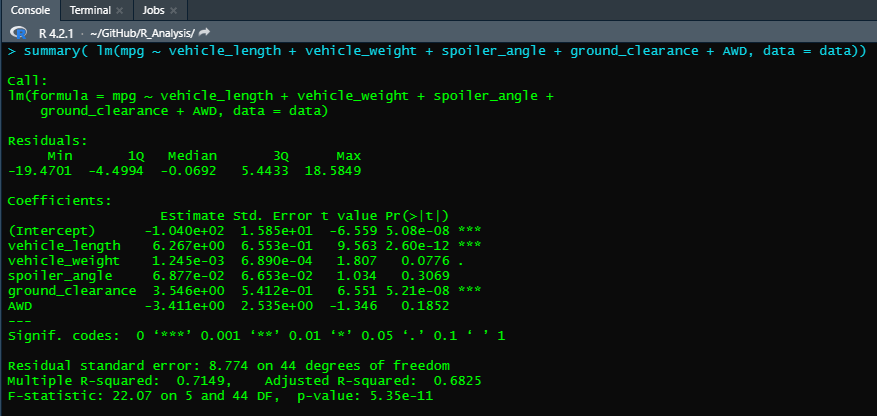 Console Terminal × Jobs ×
R 4.2.1 · ~/GitHub/R_Analysis/
> summary( lm(mpg ~ vehicle_length + vehicle_weight + spoiler_angle + ground_clearance + AWD, data = data))
Call:
lm(formula = mpg ~ vehicle_length + vehicle_weight + spoiler_angle +
    ground_clearance + AWD, data = data)
Residuals:
     Min       1Q   Median       3Q      Max
-19.4701  -4.4994  -0.0692   5.4433  18.5849
Coefficients:
                   Estimate Std. Error t value Pr(>|t|)
(Intercept)      -1.040e+02  1.585e+01  -6.559 5.08e-08 ***
vehicle_length    6.267e+00  6.553e-01   9.563 2.60e-12 ***
vehicle_weight    1.245e-03  6.890e-04   1.807   0.0776 .
spoiler_angle     6.877e-02  6.653e-02   1.034   0.3069
ground_clearance  3.546e+00  5.412e-01   6.551 5.21e-08 ***
AWD              -3.411e+00  2.535e+00  -1.346   0.1852
---
Signif. codes:  0 ‘***’ 0.001 ‘**’ 0.01 ‘*’ 0.05 ‘.’ 0.1 ‘ ’ 1
Residual standard error: 8.774 on 44 degrees of freedom
Multiple R-squared:  0.7149,    Adjusted R-squared:  0.6825
F-statistic: 22.07 on 5 and 44 DF,  p-value: 5.35e-11